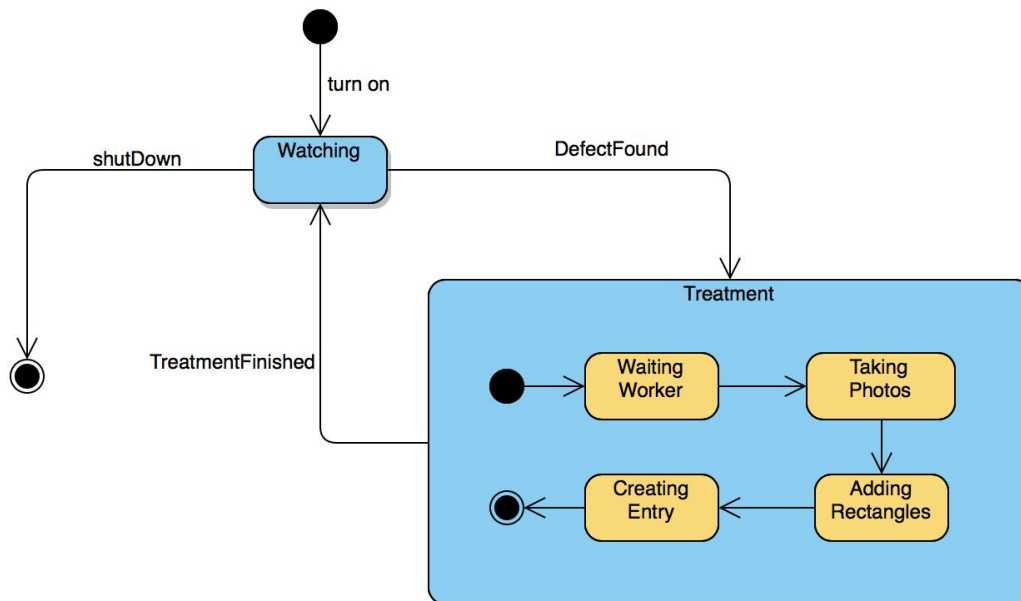 turn on
Watching
shutDown
DefectFound
Treatment
TreatmentFinished
Waiting
Worker
Taking
Photos
Creating
Entry
Adding
Rectangles